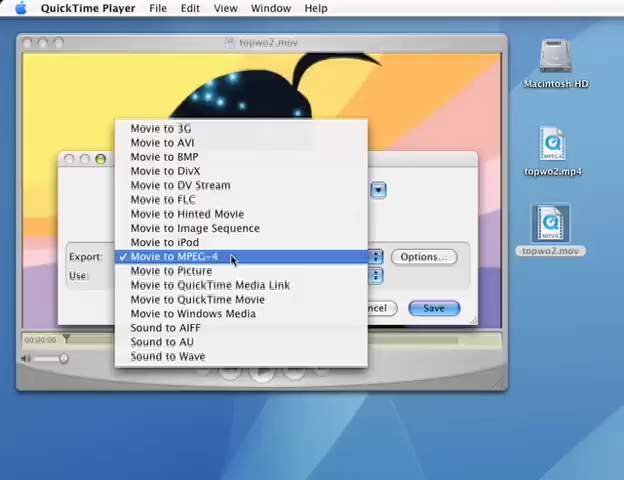 QuickTime Player File Edit View Window Help
topwo2.mov
Macintosh HD
topwo2.mp4
topwo2.mov
MPEG4
MOVIE
Movie to 3G
Movie to AVI
Movie to BMP
Movie to DivX
Movie to DV Stream
Movie to FLC
Movie to Hinted Movie
Movie to Image Sequence
Movie to iPod
Export: ✓ Movie to MPEG-4 Options...
Use: Movie to Picture
Movie to QuickTime Media Link
Movie to QuickTime Movie
Movie to Windows Media
ncel Save
Sound to AIFF
Sound to AU
Sound to Wave
00:00:00